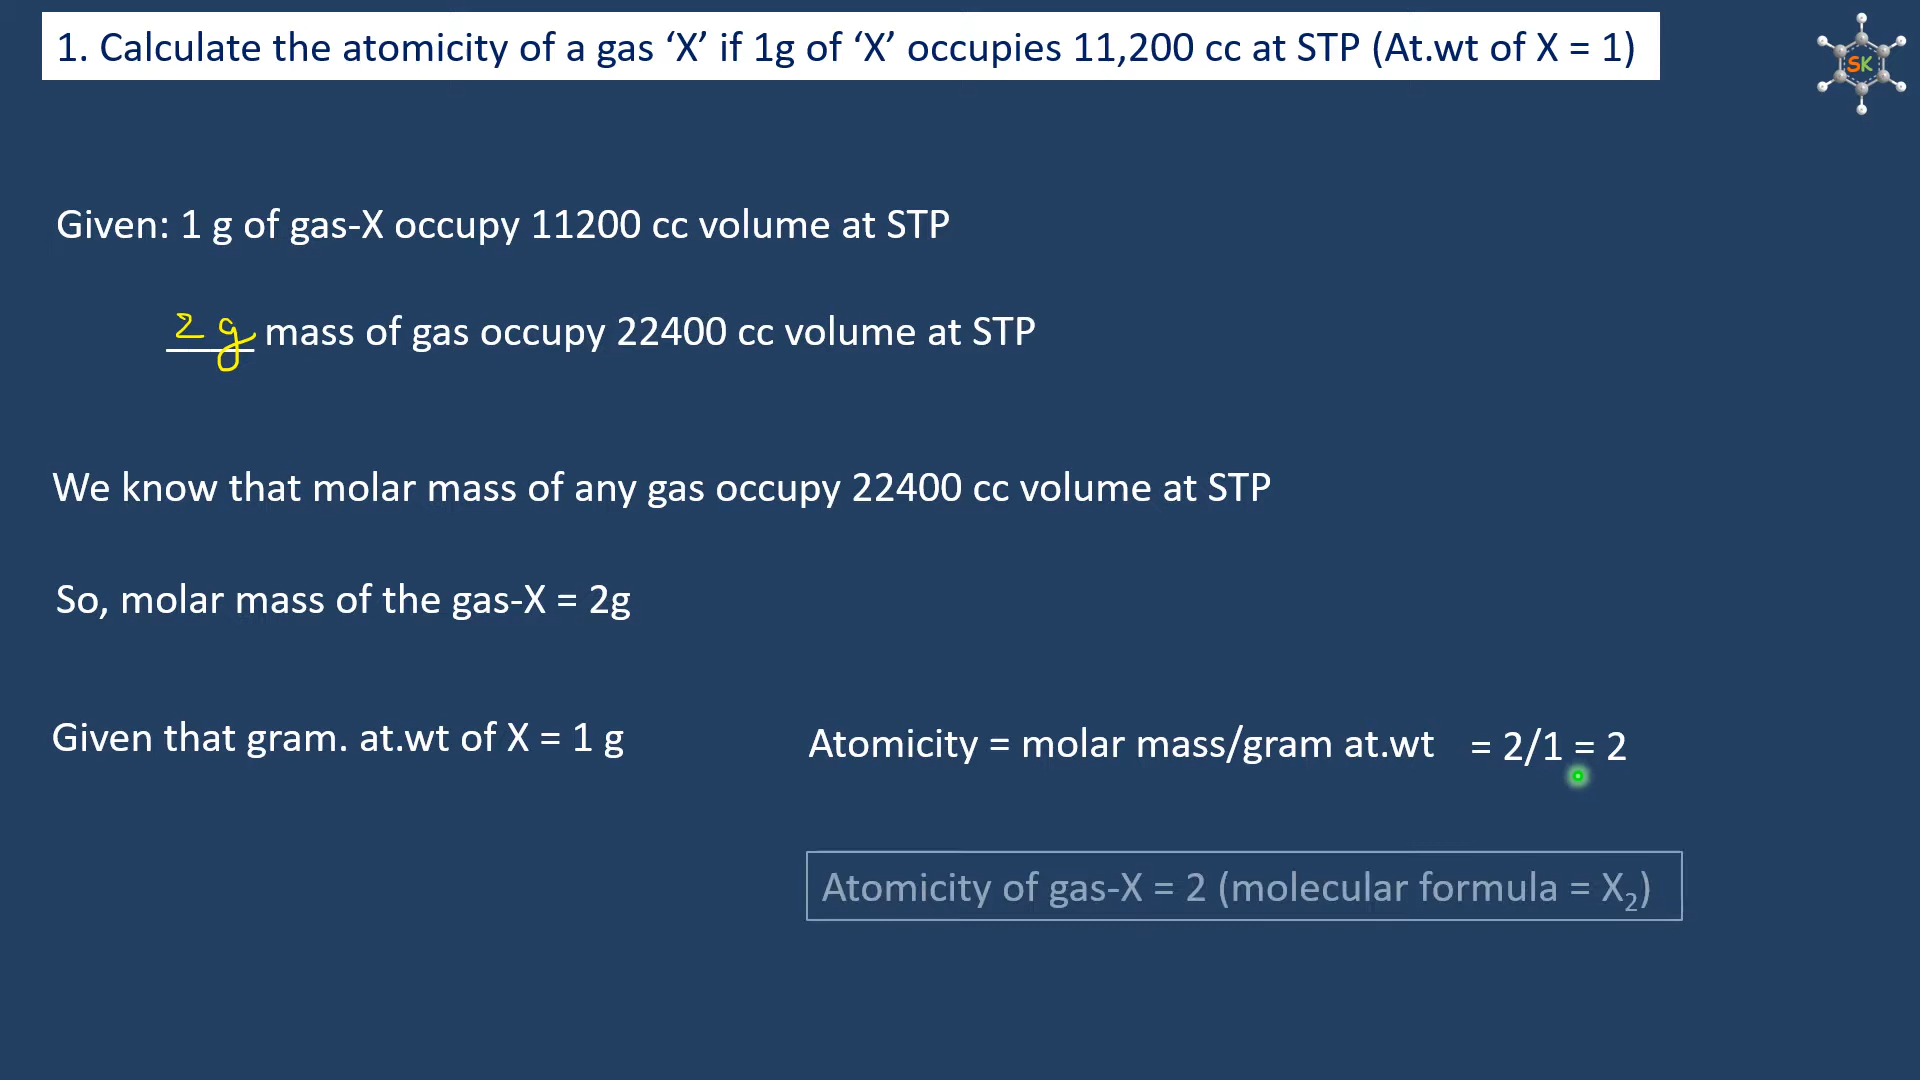 1. Calculate the atomicity of a gas ‘X’ if 1g of ‘X’ occupies 11,200 cc at STP (At.wt of X = 1)
SK
Given: 1 g of gas-X occupy 11200 cc volume at STP
2 g mass of gas occupy 22400 cc volume at STP
We know that molar mass of any gas occupy 22400 cc volume at STP
So, molar mass of the gas-X = 2g
Given that gram. at.wt of X = 1 g
Atomicity = molar mass/gram at.wt = 2/1 = 2
Atomicity of gas-X = 2 (molecular formula = X₂)